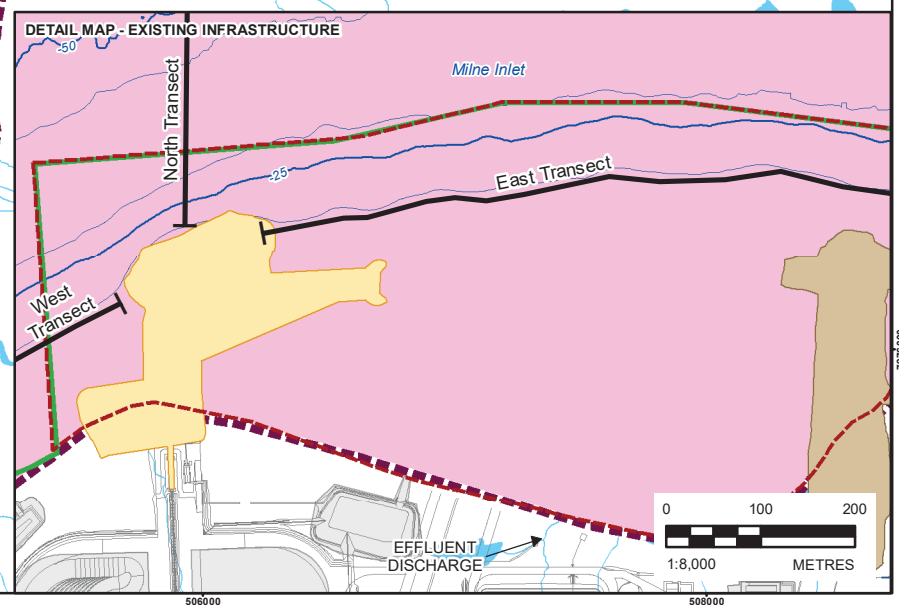 DETAIL MAP - EXISTING INFRASTRUCTURE
-50
Milne Inlet
North Transect
-25
East Transect
West
Transect
EFFLUENT
DISCHARGE
0 100 200
1:8,000 METRES
506000 508000